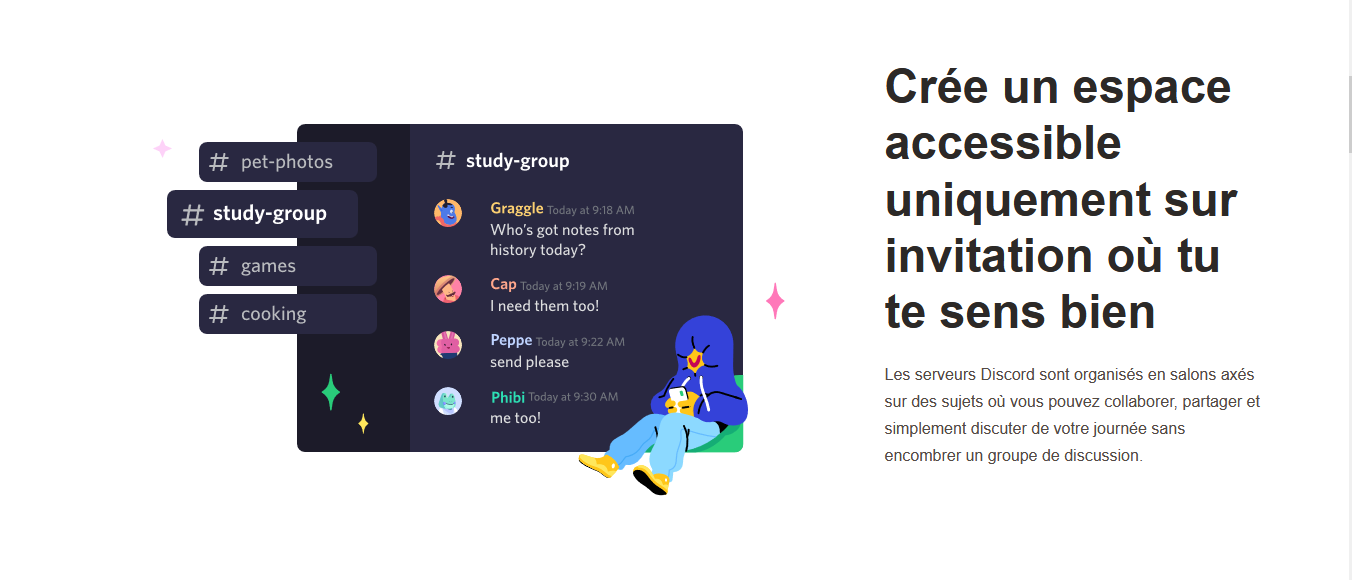 # pet-photos
# study-group
# games
# cooking
# study-group
Graggle Today at 9:18 AM
Who's got notes from
history today?
Cap Today at 9:19 AM
I need them too!
Peppe Today at 9:22 AM
send please
Phibi Today at 9:30 AM
me too!
Crée un espace
accessible
uniquement sur
invitation où tu
te sens bien
Les serveurs Discord sont organisés en salons axés
sur des sujets où vous pouvez collaborer, partager et
simplement discuter de votre journée sans
encombrer un groupe de discussion.